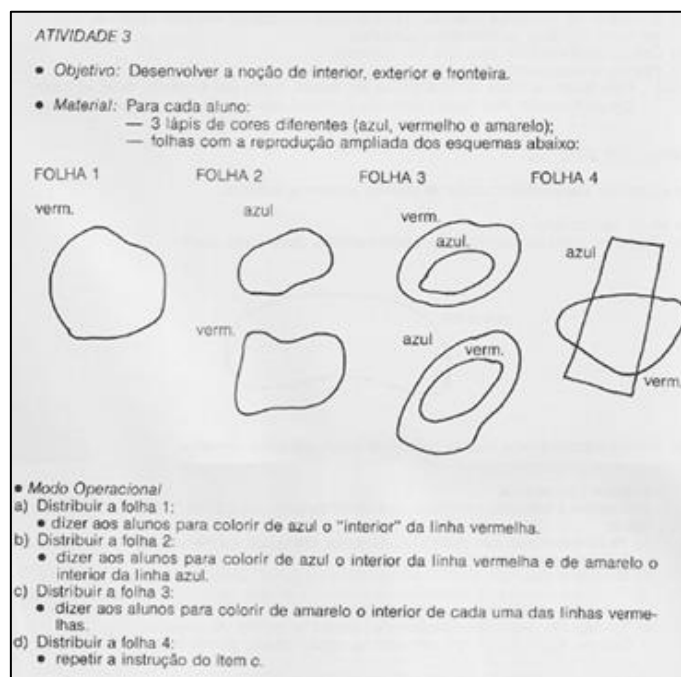 ATIVIDADE 3
• Objetivo: Desenvolver a noção de interior, exterior e fronteira.
• Material: Para cada aluno:
— 3 lápis de cores diferentes (azul, vermelho e amarelo);
— folhas com a reprodução ampliada dos esquemas abaixo:
FOLHA 1 FOLHA 2 FOLHA 3 FOLHA 4
verm. azul verm.
azul.
azul
verm. azul verm.
verm.
• Modo Operacional
a) Distribuir a folha 1:
• dizer aos alunos para colorir de azul o "interior" da linha vermelha.
b) Distribuir a folha 2:
• dizer aos alunos para colorir de azul o interior da linha vermelha e de amarelo o
interior da linha azul.
c) Distribuir a folha 3:
• dizer aos alunos para colorir de amarelo o interior de cada uma das linhas verme-
lhas.
d) Distribuir a folha 4:
• repetir a instrução do item c.